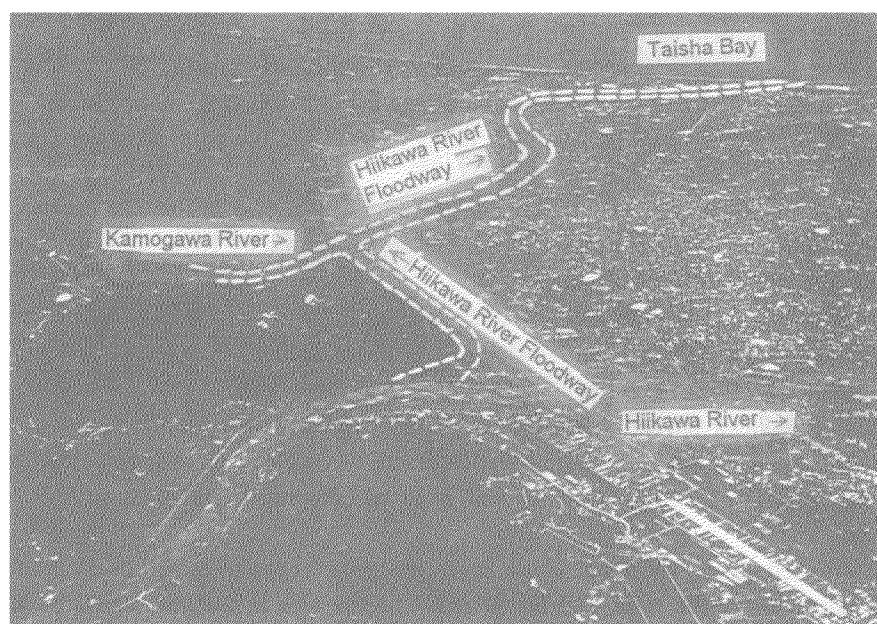 Taisha Bay
Hiikawa River
Floodway →
Kamogawa River →
← Hiikawa River Floodway
Hiikawa River →